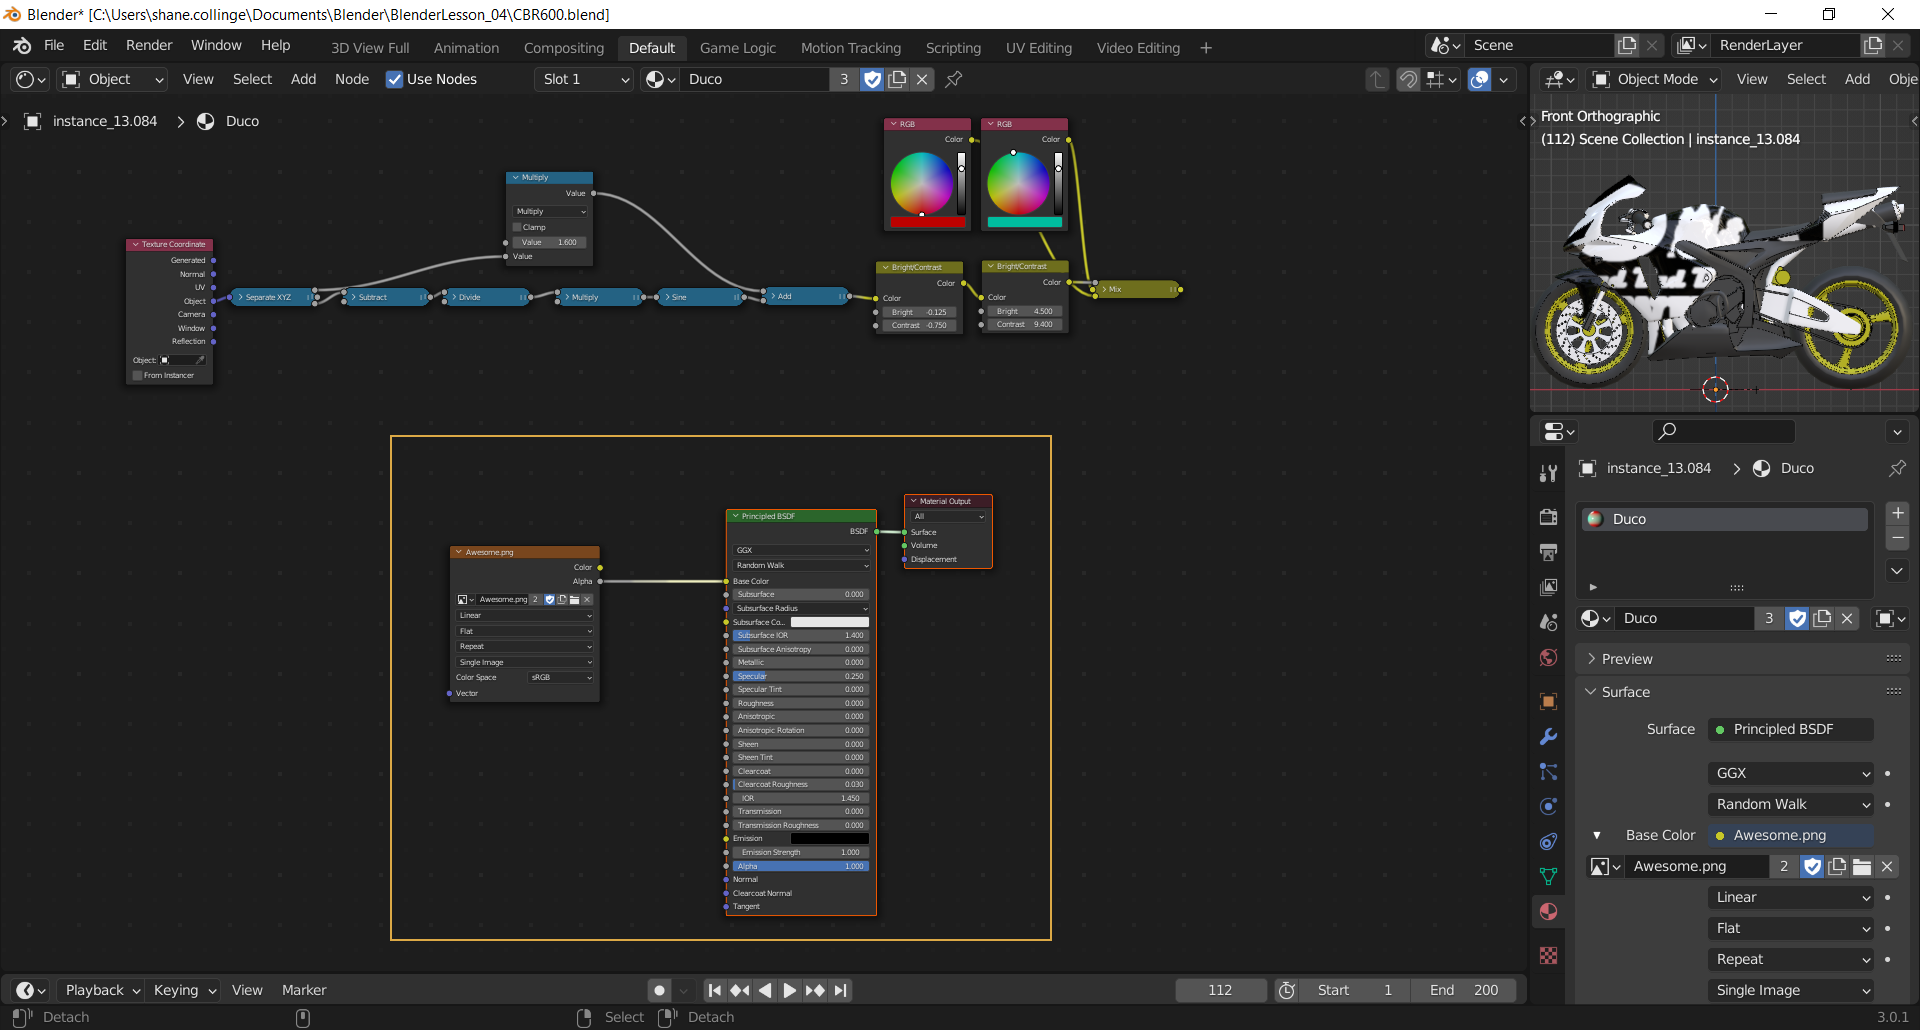 Blender* [C:\Users\shane.collinge\Documents\Blender\BlenderLesson_04\CBR600.blend]
File Edit Render Window Help
3D View Full Animation Compositing Default Game Logic Motion Tracking Scripting UV Editing Video Editing +
Scene
RenderLayer
Object View Select Add Node Use Nodes Slot 1 Duco 3
Object Mode View Select Add Obje
instance_13.084 > Duco
Front Orthographic
(112) Scene Collection | instance_13.084
Texture Coordinate
Generated
Normal
UV
Object
Camera
Window
Reflection
Object:
From Instancer
Separate XYZ
Subtract
Divide
Multiply
Value
Multiply
Clamp
Value 1.600
Value
Multiply
Sine
Add
RGB
Color
RGB
Color
Bright/Contrast
Color
Color
Bright -0.125
Contrast -0.750
Bright/Contrast
Color
Color
Bright 4.500
Contrast 9.400
Mix
Awesome.png
Color
Alpha
Awesome.png 2
Linear
Flat
Repeat
Single Image
Color Space sRGB
Vector
Principled BSDF
BSDF
GGX
Random Walk
Base Color
Subsurface 0.000
Subsurface Radius
Subsurface Co...
Subsurface IOR 1.400
Subsurface Anisotropy 0.000
Metallic 0.000
Specular 0.250
Specular Tint 0.000
Roughness 0.000
Anisotropic 0.000
Anisotropic Rotation 0.000
Sheen 0.000
Sheen Tint 0.000
Clearcoat 0.000
Clearcoat Roughness 0.030
IOR 1.450
Transmission 0.000
Transmission Roughness 0.000
Emission
Emission Strength 1.000
Alpha 1.000
Normal
Clearcoat Normal
Tangent
Material Output
All
Surface
Volume
Displacement
instance_13.084 > Duco
Duco
Duco 3
Preview
Surface
Surface Principled BSDF
GGX
Random Walk
Base Color Awesome.png
Awesome.png 2
Linear
Flat
Repeat
Single Image
Playback Keying View Marker
112
Start 1
End 200
Detach
Select
Detach
3.0.1